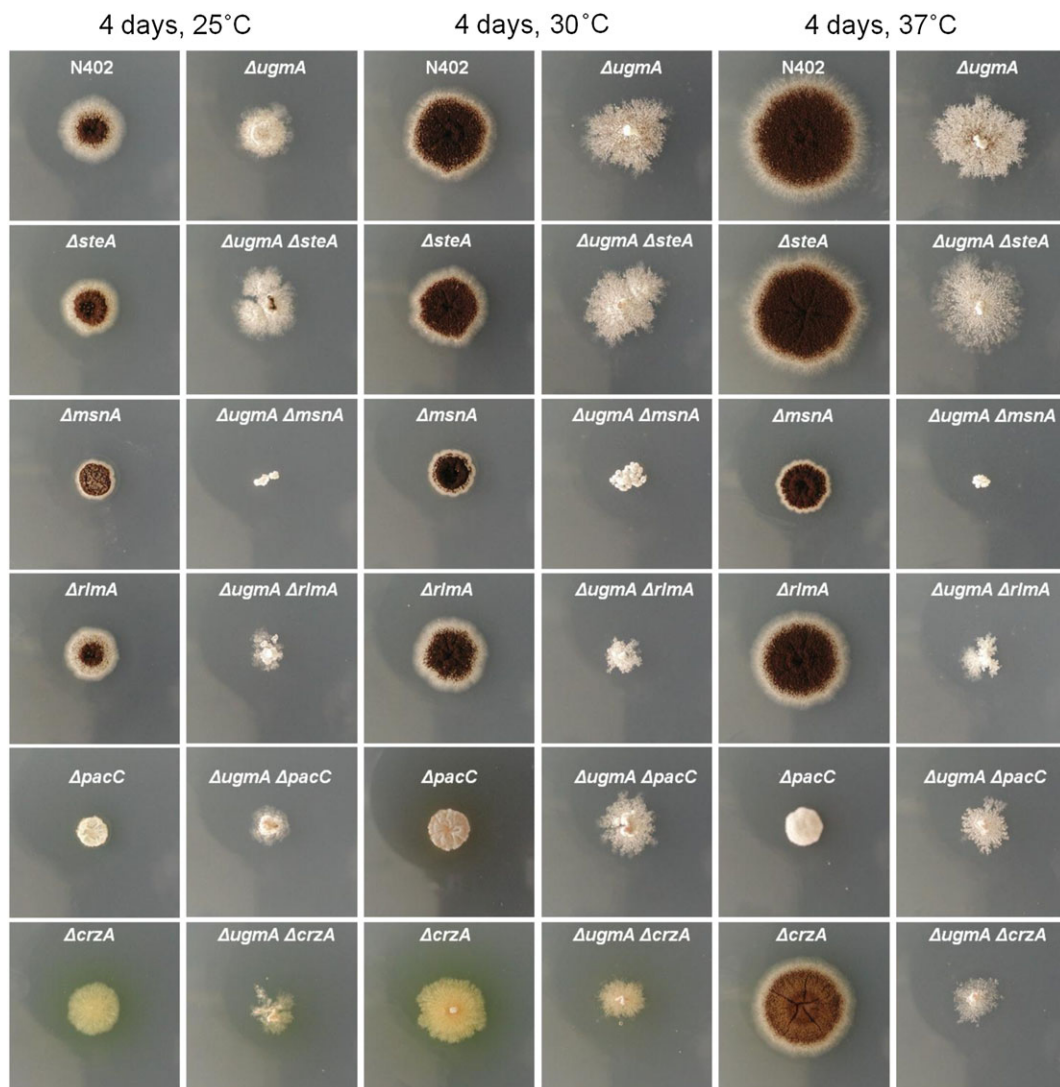 4 days, 25°C 4 days, 30°C 4 days, 37°C
N402 ΔugmA N402 ΔugmA N402 ΔugmA
ΔsteA ΔugmA ΔsteA ΔsteA ΔugmA ΔsteA ΔsteA ΔugmA ΔsteA
ΔmsnA ΔugmA ΔmsnA ΔmsnA ΔugmA ΔmsnA ΔmsnA ΔugmA ΔmsnA
ΔrlmA ΔugmA ΔrlmA ΔrlmA ΔugmA ΔrlmA ΔrlmA ΔugmA ΔrlmA
ΔpacC ΔugmA ΔpacC ΔpacC ΔugmA ΔpacC ΔpacC ΔugmA ΔpacC
ΔcrzA ΔugmA ΔcrzA ΔcrzA ΔugmA ΔcrzA ΔcrzA ΔugmA ΔcrzA